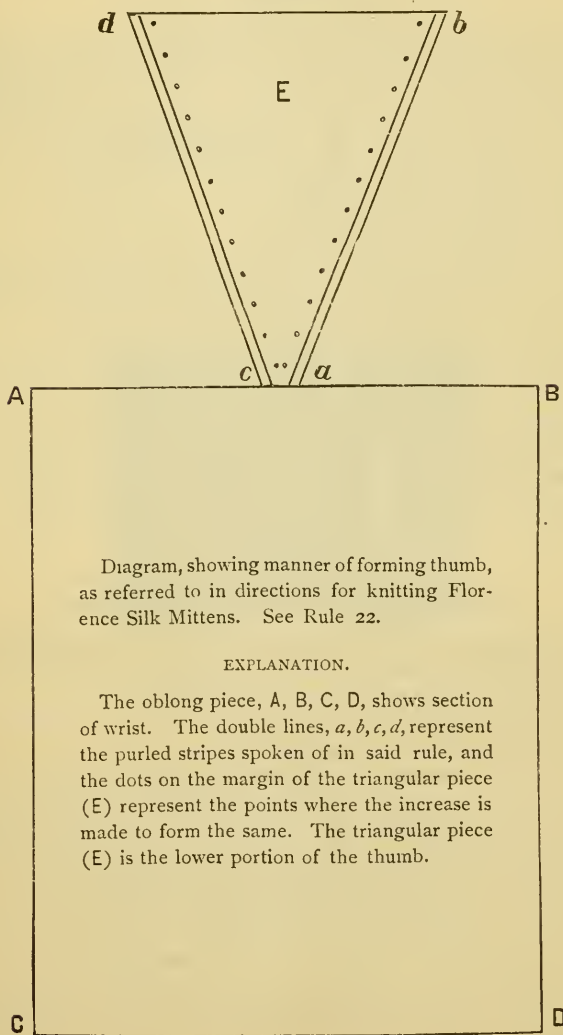 d b
E
c a
A B
Diagram, showing manner of forming thumb,
as referred to in directions for knitting Flor-
ence Silk Mittens. See Rule 22.
EXPLANATION.
The oblong piece, A, B, C, D, shows section
of wrist. The double lines, a, b, c, d, represent
the purled stripes spoken of in said rule, and
the dots on the margin of the triangular piece
(E) represent the points where the increase is
made to form the same. The triangular piece
(E) is the lower portion of the thumb.
C D